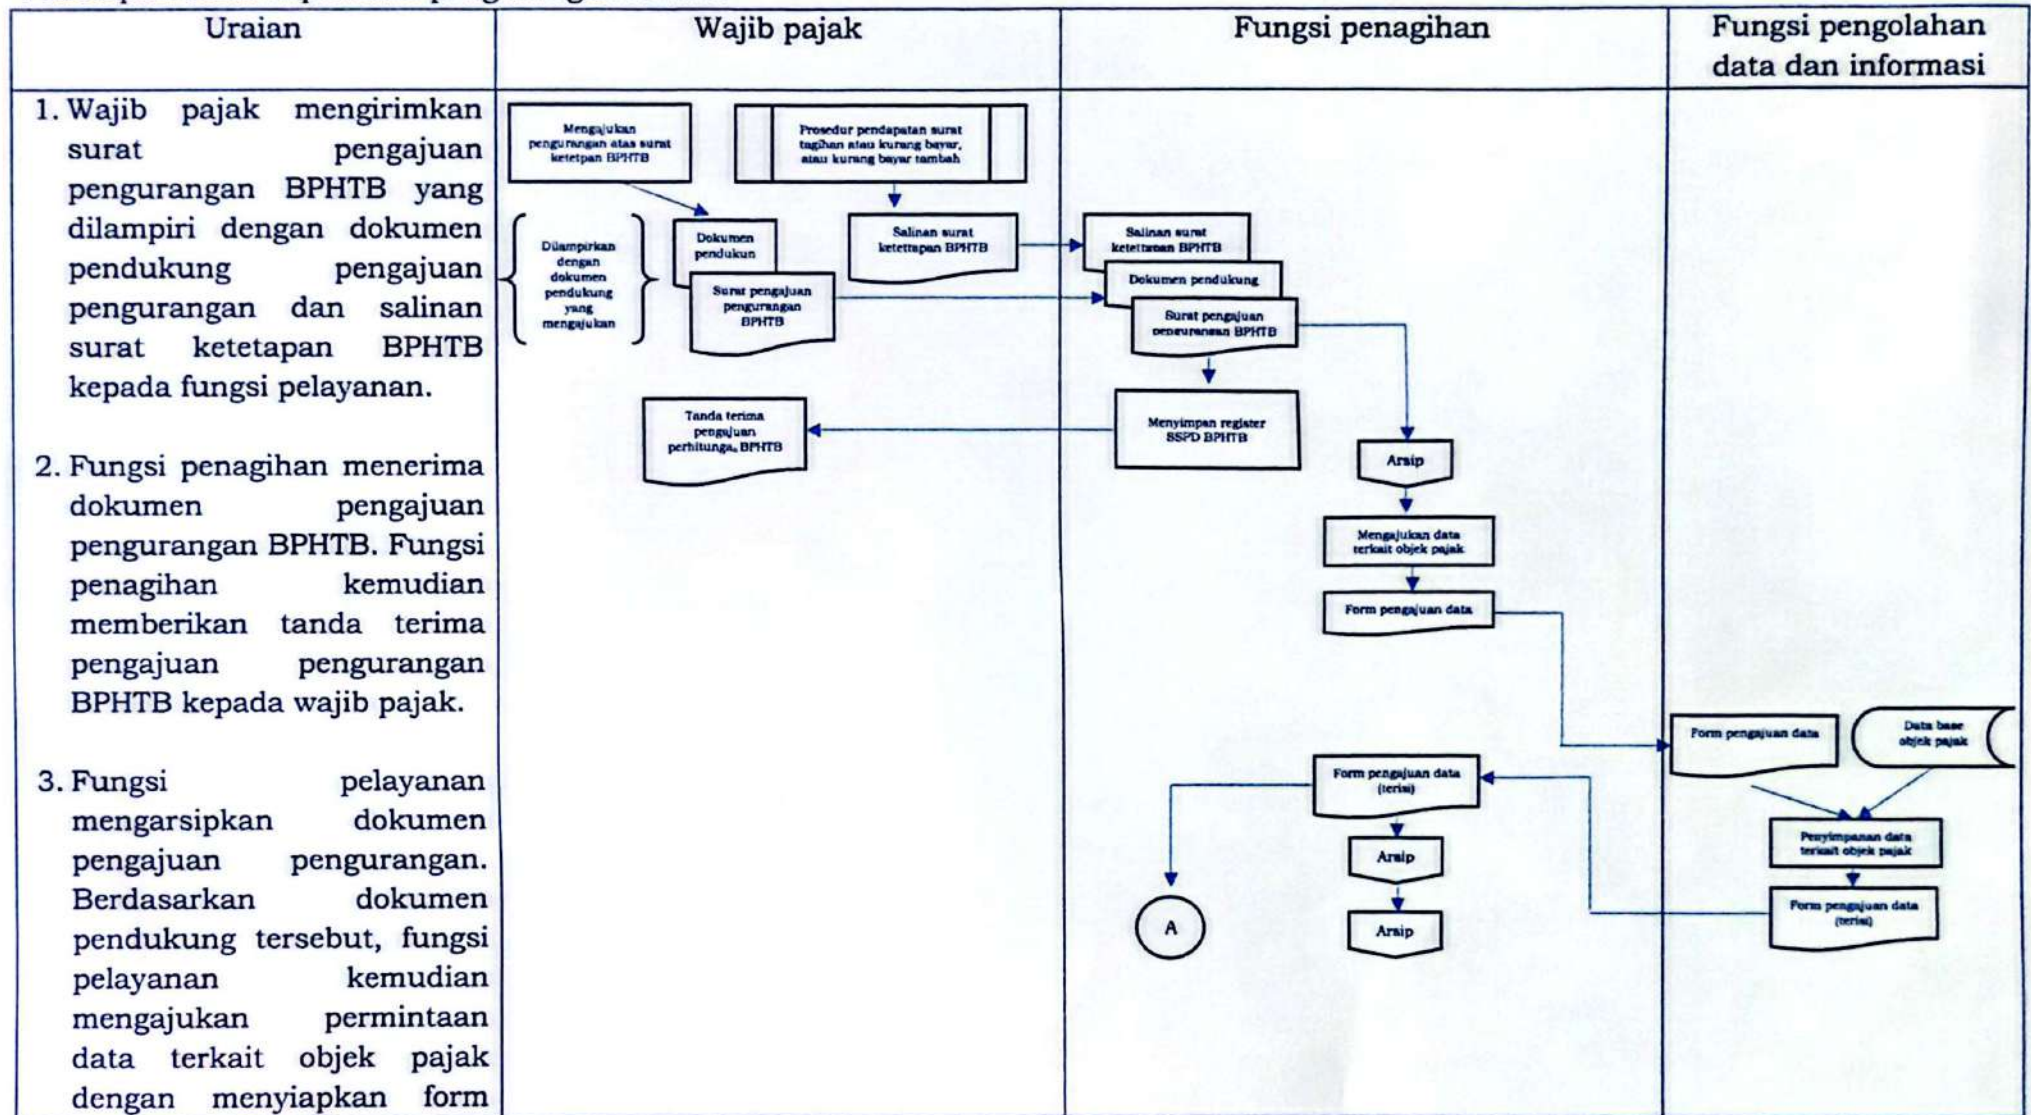 Uraian
Wajib pajak
Fungsi penagihan
Fungsi pengolahan
data dan informasi
1. Wajib pajak mengirimkan
surat pengajuan
pengurangan BPHTB yang
dilampiri dengan dokumen
pendukung pengajuan
pengurangan dan salinan
surat ketetapan BPHTB
kepada fungsi pelayanan.
2. Fungsi penagihan menerima
dokumen pengajuan
pengurangan BPHTB. Fungsi
penagihan kemudian
memberikan tanda terima
pengajuan pengurangan
BPHTB kepada wajib pajak.
3. Fungsi pelayanan
mengarsipkan dokumen
pengajuan pengurangan.
Berdasarkan dokumen
pendukung tersebut, fungsi
pelayanan kemudian
mengajukan permintaan
data terkait objek pajak
dengan menyiapkan form
Mengajukan
pengurangan atas surat
ketetpan BPHTB
Prosedur pendapatan surat
tagihan atau kurang bayar,
atau kurang bayar tambah
Dilampirkan
dengan
dokumen
pendukung
yang
mengajukan
Dokumen
pendukun
Surat pengajuan
pengurangan
BPHTB
Salinan surat
ketettapan BPHTB
Tanda terima
pengajuan
BPHTB
Salinan surat
BPHTB
Dokumen pendukung
Surat pengajuan
pengurangan BPHTB
Menyimpan register
SSPD BPHTB
Arsip
Mengajukan data
terkait objek pajak
Form pengajuan data
Form pengajuan data
(terisi)
Arsip
Arsip
A
Form pengajuan data
Data base
objek pajak
Penyimpanan data
terkait objek pajak
Form pengajuan data
(terisi)